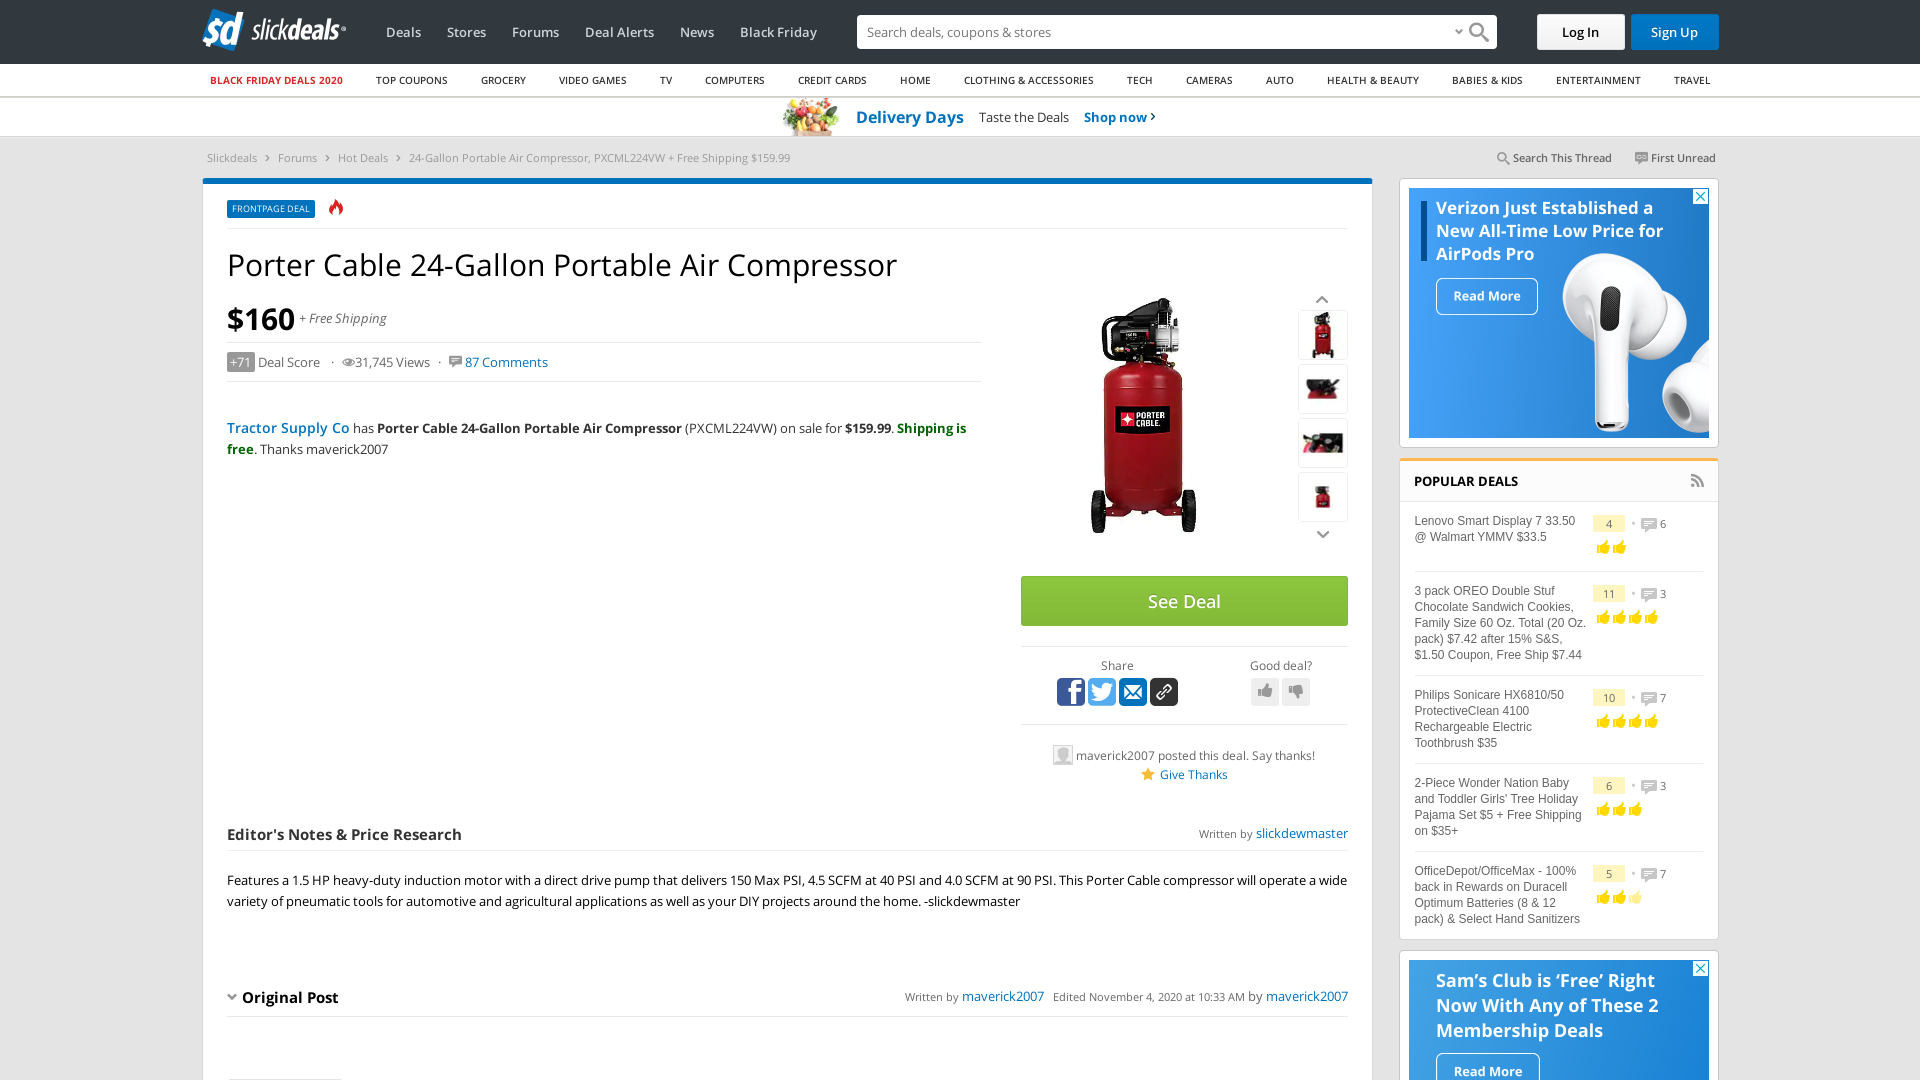 sd slickdeals
Deals Stores Forums Deal Alerts News Black Friday Search deals, coupons & stores Log In Sign Up
BLACK FRIDAY DEALS 2020 TOP COUPONS GROCERY VIDEO GAMES TV COMPUTERS CREDIT CARDS HOME CLOTHING & ACCESSORIES TECH CAMERAS AUTO HEALTH & BEAUTY BABIES & KIDS ENTERTAINMENT TRAVEL
Delivery Days Taste the Deals Shop now
Slickdeals > Forums > Hot Deals > 24-Gallon Portable Air Compressor, PXCML224VW + Free Shipping $159.99
Search This Thread First Unread
FRONTPAGE DEAL
Porter Cable 24-Gallon Portable Air Compressor
$160 + Free Shipping
+71 Deal Score · 31,745 Views · 87 Comments
Tractor Supply Co has Porter Cable 24-Gallon Portable Air Compressor (PXCML224VW) on sale for $159.99. Shipping is
free. Thanks maverick2007
PORTER
CABLE.
See Deal
Share Good deal?
maverick2007 posted this deal. Say thanks!
Give Thanks
Editor's Notes & Price Research
Written by slickdewmaster
Features a 1.5 HP heavy-duty induction motor with a direct drive pump that delivers 150 Max PSI, 4.5 SCFM at 40 PSI and 4.0 SCFM at 90 PSI. This Porter Cable compressor will operate a wide
variety of pneumatic tools for automotive and agricultural applications as well as your DIY projects around the home. -slickdewmaster
Original Post
Written by maverick2007 Edited November 4, 2020 at 10:33 AM by maverick2007
Verizon Just Established a
New All-Time Low Price for
AirPods Pro
Read More
POPULAR DEALS
Lenovo Smart Display 7 33.50
@ Walmart YMMV $33.5
4 • 6
3 pack OREO Double Stuf
Chocolate Sandwich Cookies,
Family Size 60 Oz. Total (20 Oz.
pack) $7.42 after 15% S&S,
$1.50 Coupon, Free Ship $7.44
11 • 3
Philips Sonicare HX6810/50
ProtectiveClean 4100
Rechargeable Electric
Toothbrush $35
10 • 7
2-Piece Wonder Nation Baby
and Toddler Girls' Tree Holiday
Pajama Set $5 + Free Shipping
on $35+
6 • 3
OfficeDepot/OfficeMax - 100%
back in Rewards on Duracell
Optimum Batteries (8 & 12
pack) & Select Hand Sanitizers
5 • 7
Sam's Club is ‘Free’ Right
Now With Any of These 2
Membership Deals
Read More